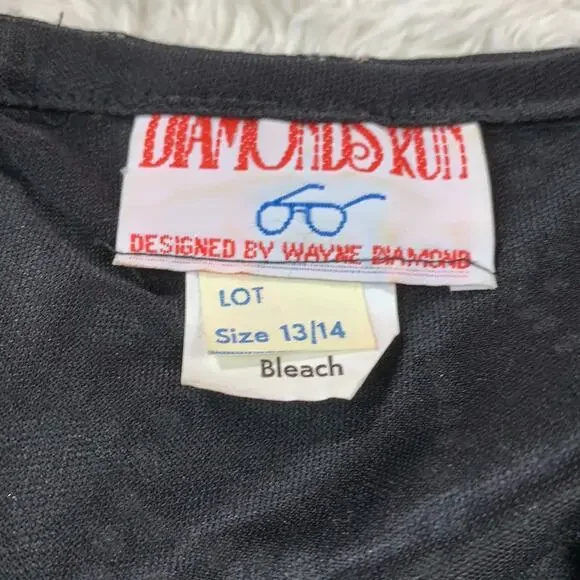 DIAMONDS RUN
DESIGNED BY WAYNE DIAMOND
LOT
Size 13/14
Bleach